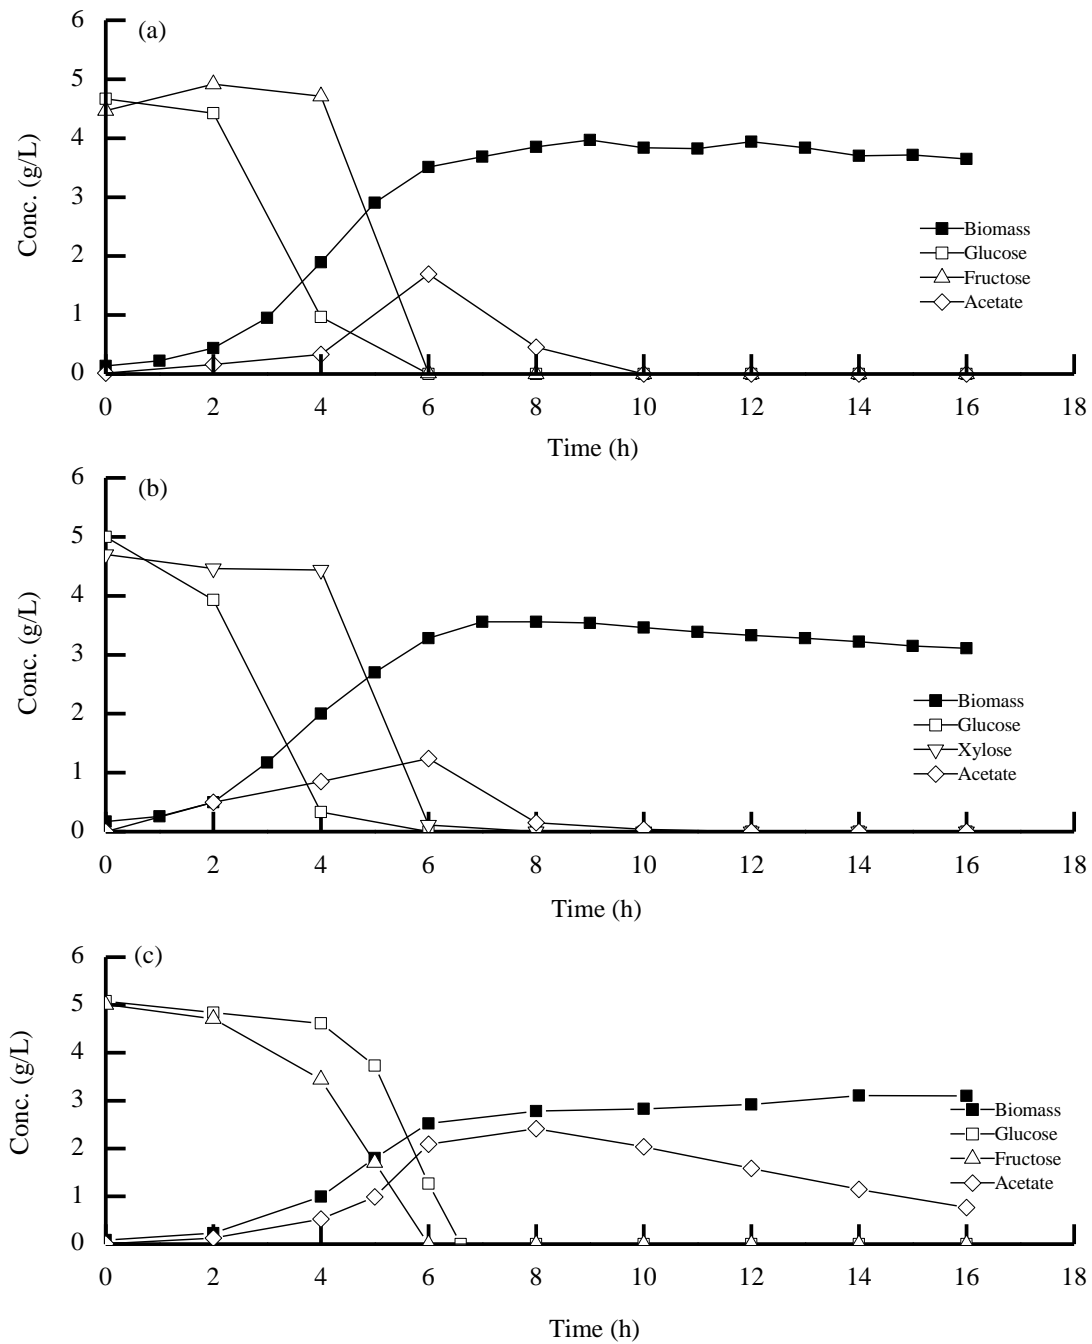 (a)
6
5
4
3
2
1
0
Conc. (g/L)
Biomass
Glucose
Fructose
Acetate
0 2 4 6 8 10 12 14 16 18
Time (h)
(b)
6
5
4
3
2
1
0
Conc. (g/L)
Biomass
Glucose
Xylose
Acetate
0 2 4 6 8 10 12 14 16 18
Time (h)
(c)
6
5
4
3
2
1
0
Conc. (g/L)
Biomass
Glucose
Fructose
Acetate
0 2 4 6 8 10 12 14 16 18
Time (h)